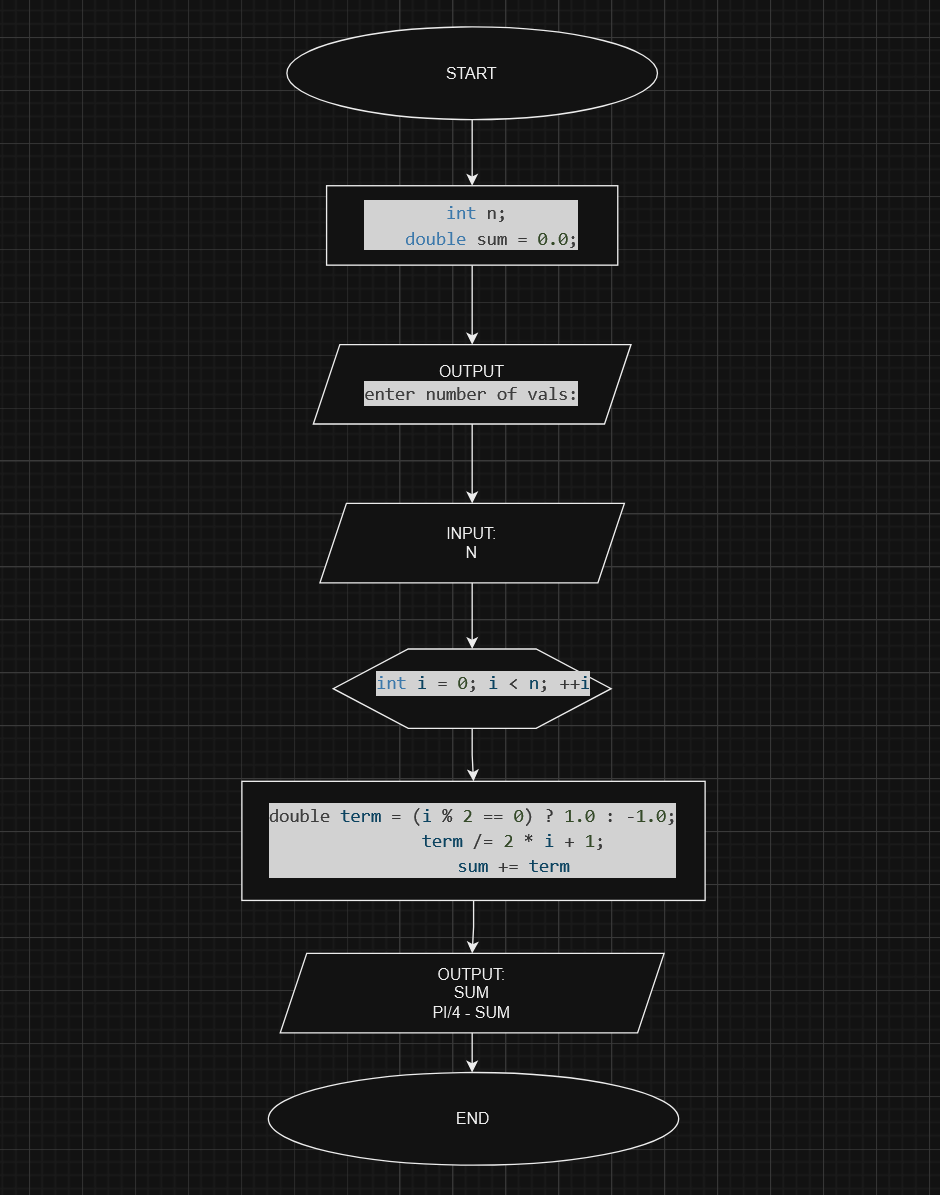 START
int n;
double sum = 0.0;
OUTPUT
enter number of vals:
INPUT:
N
int i = 0; i < n; ++i
double term = (i % 2 == 0) ? 1.0 : -1.0;
term /= 2 * i + 1;
sum += term
OUTPUT:
SUM
PI/4 - SUM
END